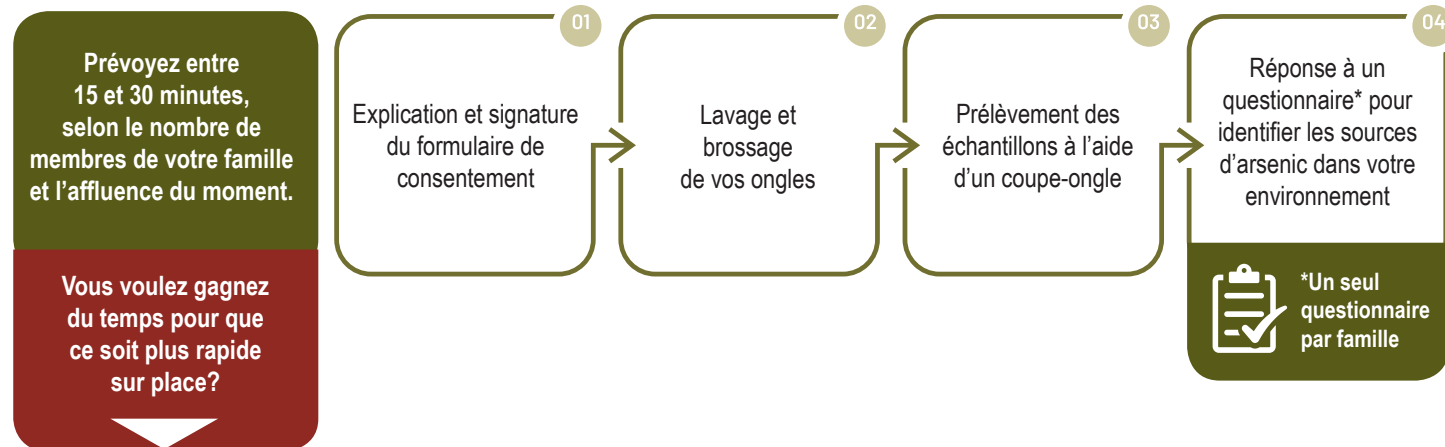 Prévoyez entre
15 et 30 minutes,
selon le nombre de
membres de votre famille
et l'affluence du moment.
Vous voulez gagnez
du temps pour que
ce soit plus rapide
sur place?
01
Explication et signature
du formulaire de
consentement
02
Lavage et
brossage
de vos ongles
03
Prélèvement des
échantillons à l'aide
d'un coupe-ongle
04
Réponse à un
questionnaire* pour
identifier les sources
d'arsenic dans votre
environnement
*Un seul
questionnaire
par famille